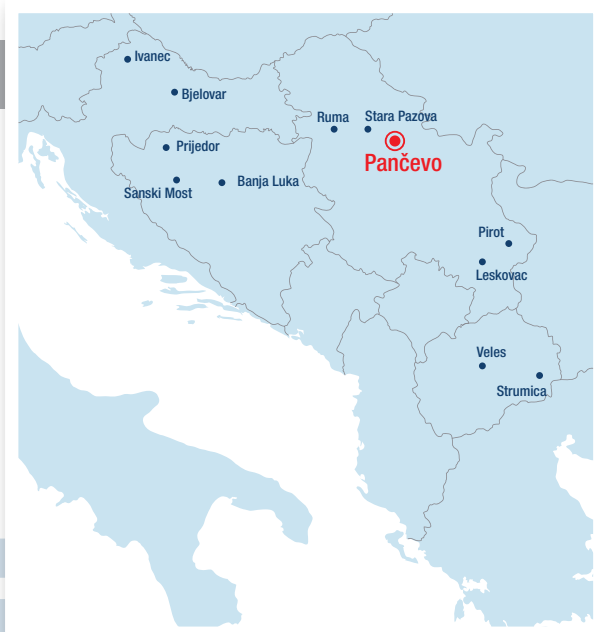 Ivanec
Bjelovar
Ruma
Stara Pazova
Prijedor
Pančevo
Sanski Most
Banja Luka
Pirot
Leskovac
Veles
Strumica